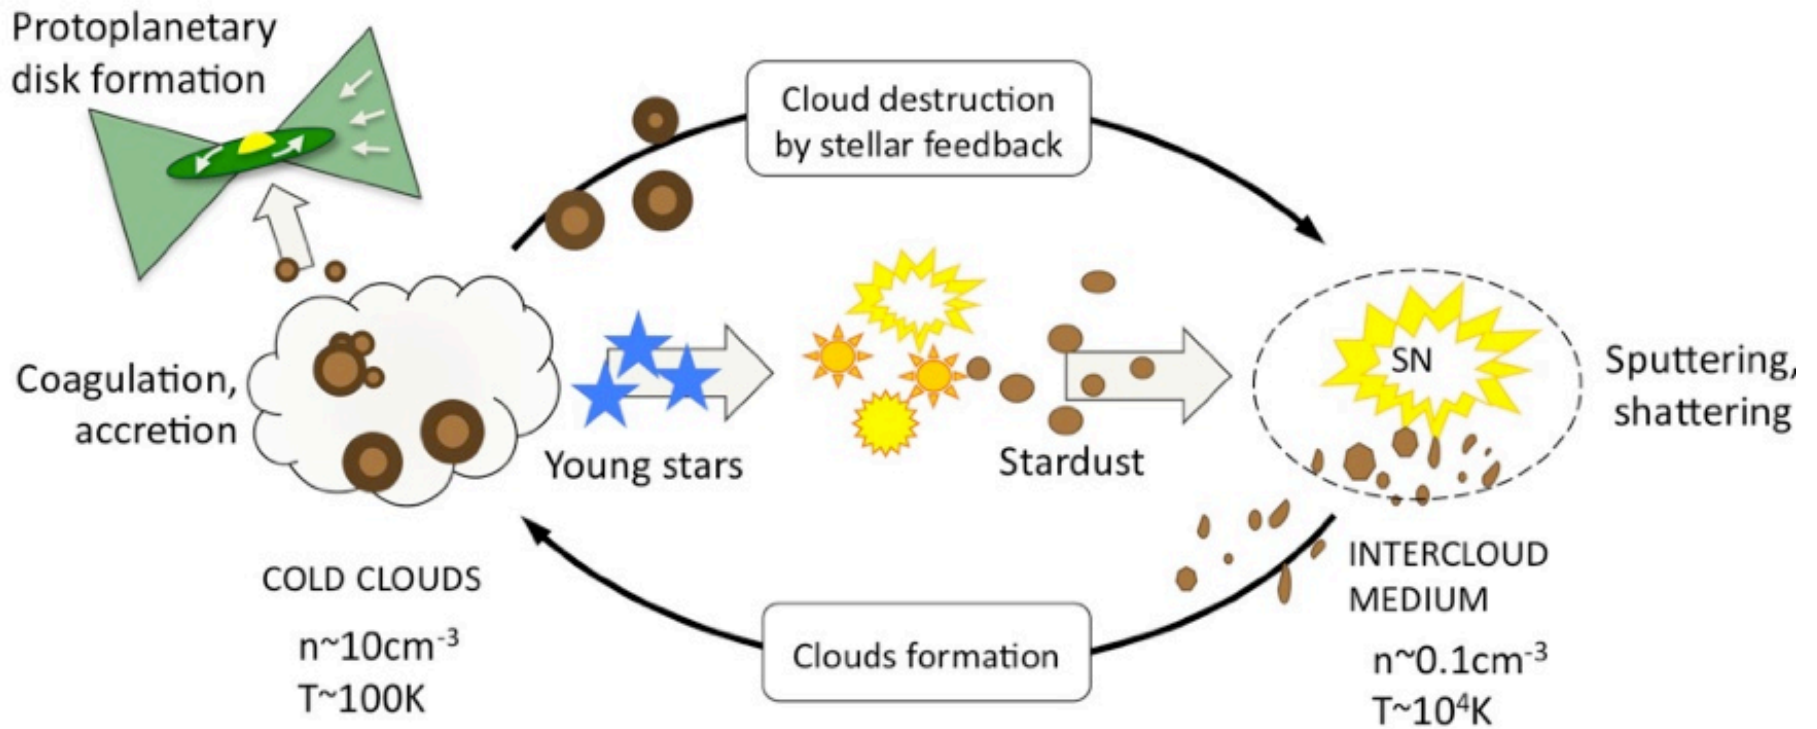 Protoplanetary
disk formation
Cloud destruction
by stellar feedback
Coagulation,
accretion
Young stars
Stardust
SN
Sputtering,
shattering
COLD CLOUDS
n~10cm⁻³
T~100K
Clouds formation
INTERCLOUD
MEDIUM
n~0.1cm⁻³
T~10⁴K